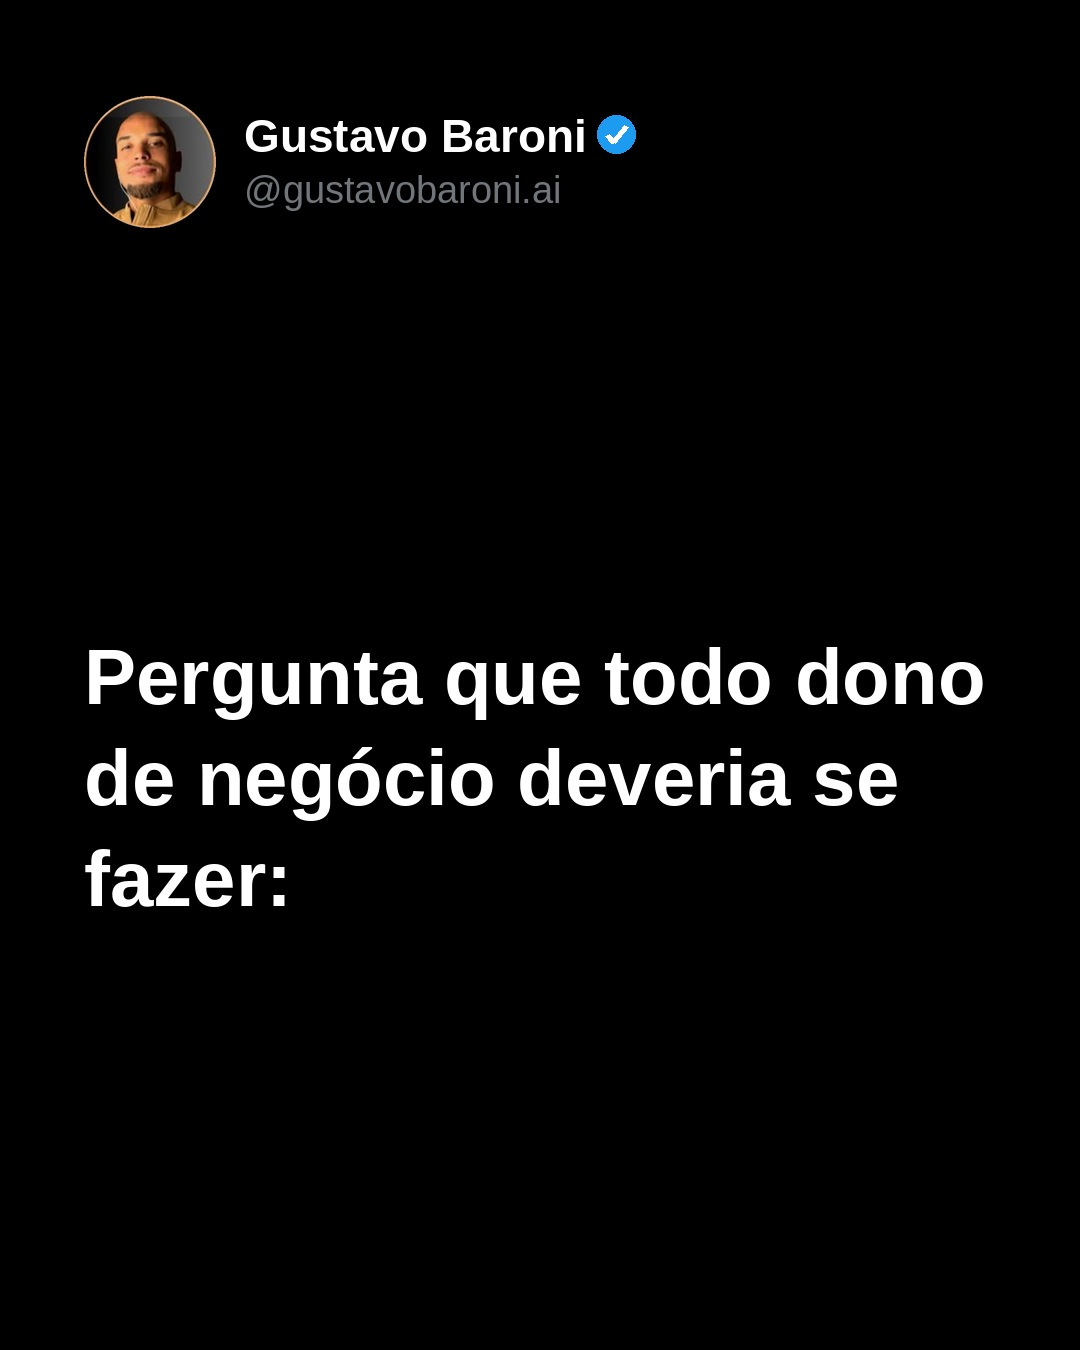 Gustavo Baroni
@gustavobaroni.ai
Pergunta que todo dono
de negócio deveria se
fazer: